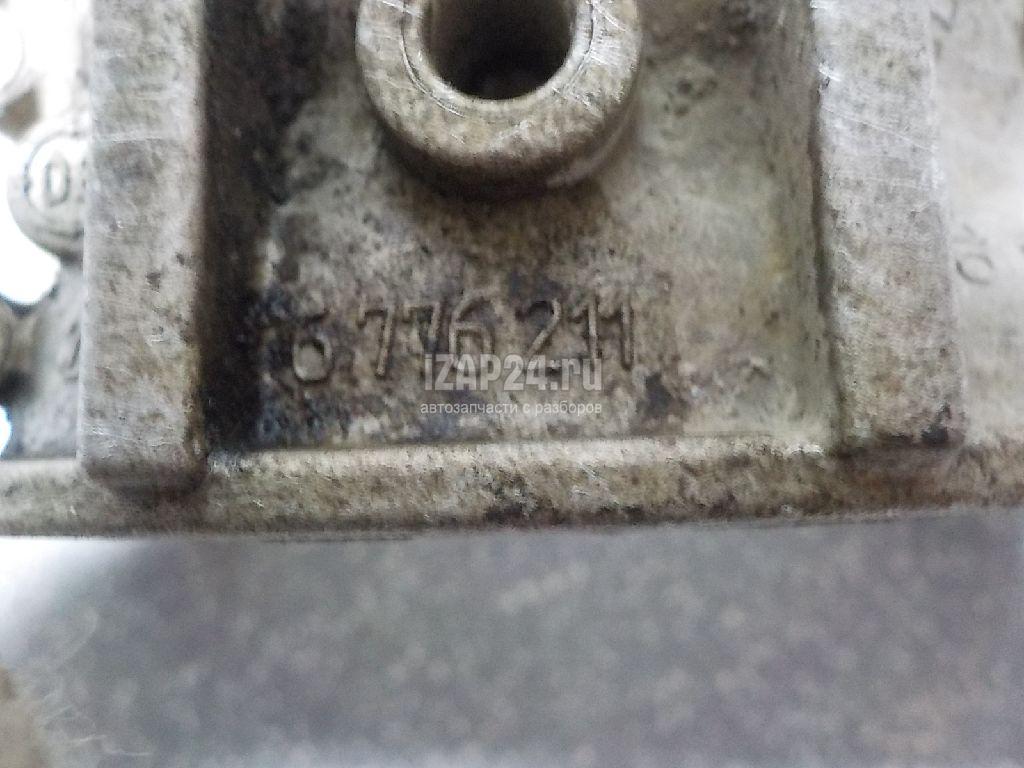 6 776 211
iZAP24.ru
автозапчасти с разборов